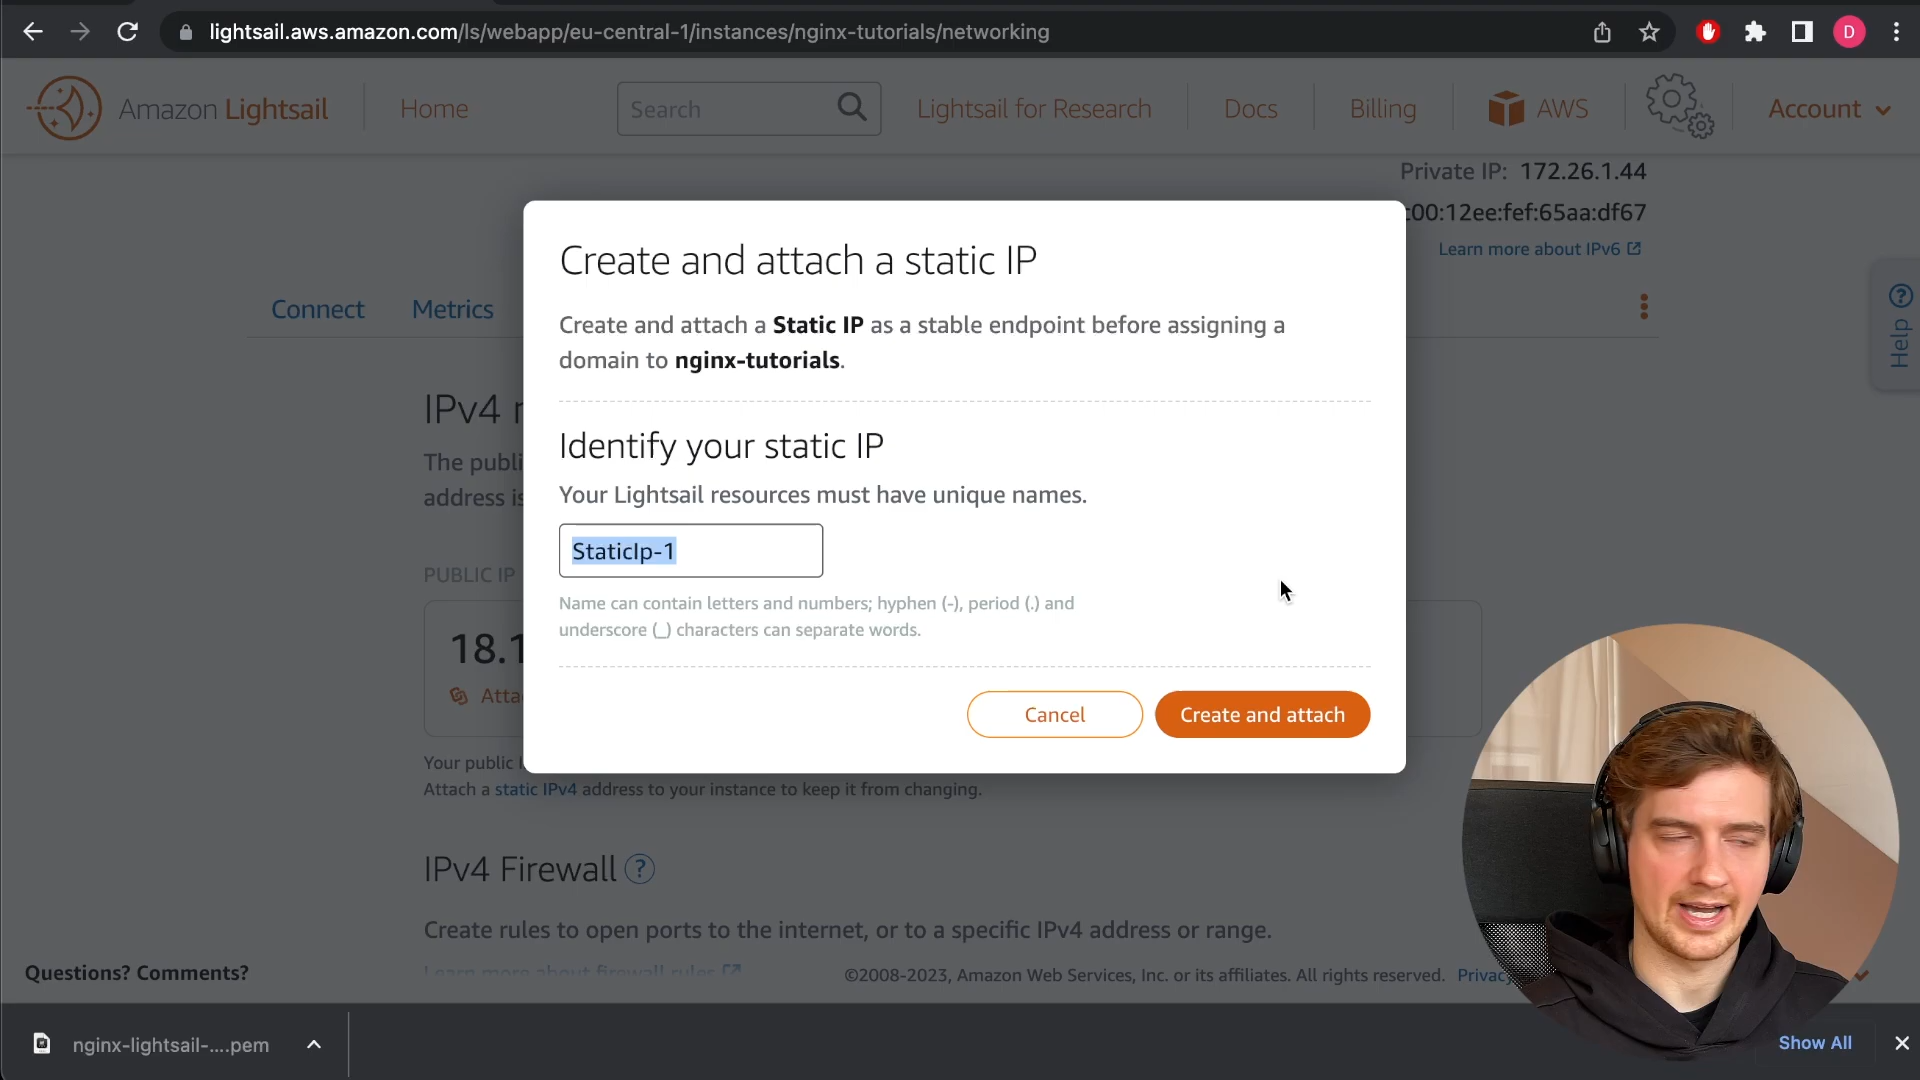 lightsail.aws.amazon.com/ls/webapp/eu-central-1/instances/nginx-tutorials/networking
D
Amazon Lightsail
Home
Search
Lightsail for Research
Docs
Billing
AWS
Account
Private IP: 172.26.1.44
:00:12ee:fef:65aa:df67
Learn more about IPv6
Connect
Metrics
Help
Create and attach a static IP
Create and attach a Static IP as a stable endpoint before assigning a
domain to nginx-tutorials.
Identify your static IP
Your Lightsail resources must have unique names.
StaticIp-1
Name can contain letters and numbers; hyphen (-), period (.) and
underscore (_) characters can separate words.
Cancel
Create and attach
IPv4
The publi
address is
PUBLIC IP
18.1
Attac
Your public I
Attach a static IPv4 address to your instance to keep it from changing.
IPv4 Firewall ?
Create rules to open ports to the internet, or to a specific IPv4 address or range.
Learn more about firewall rules
Questions? Comments?
©2008-2023, Amazon Web Services, Inc. or its affiliates. All rights reserved. Privacy
nginx-lightsail-....pem
Show All